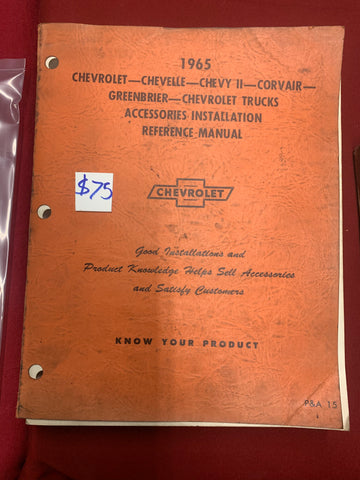 1965
CHEVROLET—CHEVELLE—CHEVY II—CORVAIR—
GREENBRIER—CHEVROLET TRUCKS
ACCESSORIES INSTALLATION
REFERENCE MANUAL
$75
CHEVROLET
Good Installations and
Product Knowledge Helps Sell Accessories
and Satisfy Customers
KNOW YOUR PRODUCT
P&A 15